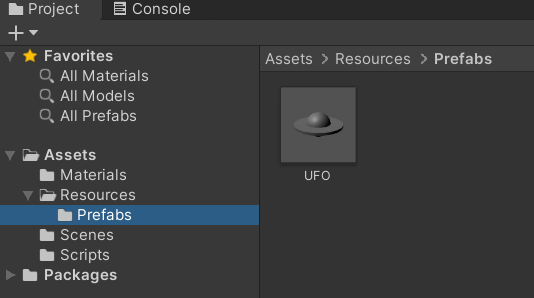 Project
Console
Favorites
All Materials
All Models
All Prefabs
Assets
Materials
Resources
Prefabs
Scenes
Scripts
Packages
Assets > Resources > Prefabs
UFO